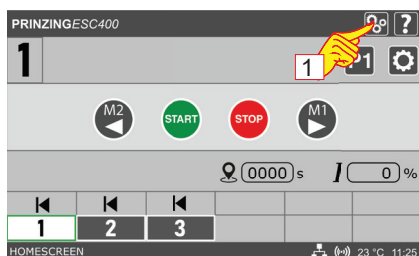 PRINZINGESC400 ?
1 1 P1
M2 START STOP M1
0000 s I 0 %
1 2 3
HOMESCREEN 23 °C 11:25